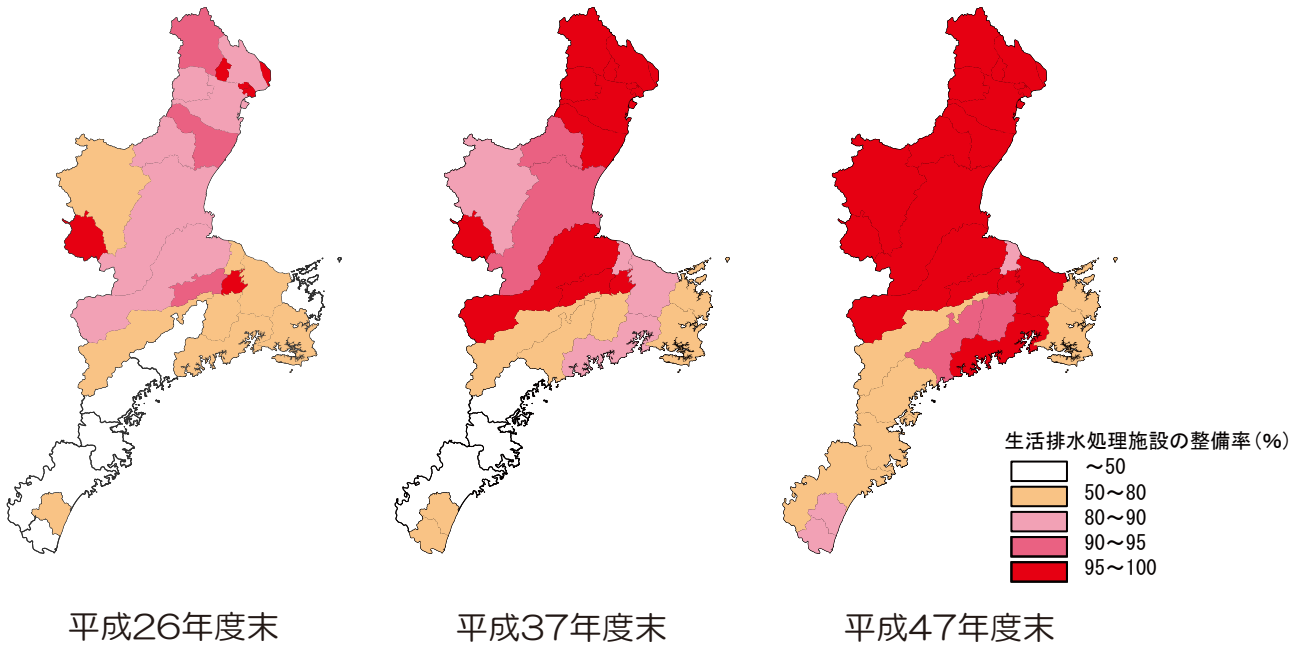 生活排水処理施設の整備率(%)
～50
50～80
80～90
90～95
95～100
平成26年度末
平成37年度末
平成47年度末